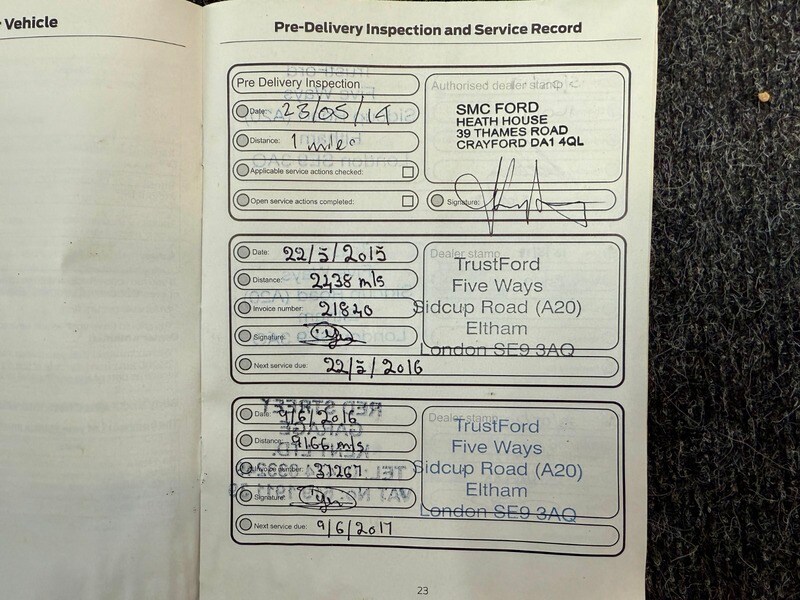 Vehicle
Pre-Delivery Inspection and Service Record
Pre Delivery Inspection
Date: 23/05/14
Distance: 1 mile
Applicable service actions checked:
Open service actions completed:
Authorised dealer stamp
SMC FORD
HEATH HOUSE
39 THAMES ROAD
CRAYFORD DA1 4QL
Signature:
Date: 22/5/2015
Distance: 2438 m/s
Invoice number: 21840
Signature:
Next service due: 22/5/2016
Dealer stamp
TrustFord
Five Ways
Sidcup Road (A20)
Eltham
London SE9 3AQ
Date: 9/6/2016
Distance: 9166 m/s
Invoice number: 31267
Signature:
Next service due: 9/6/2017
Dealer stamp
TrustFord
Five Ways
Sidcup Road (A20)
Eltham
London SE9 3AQ
23